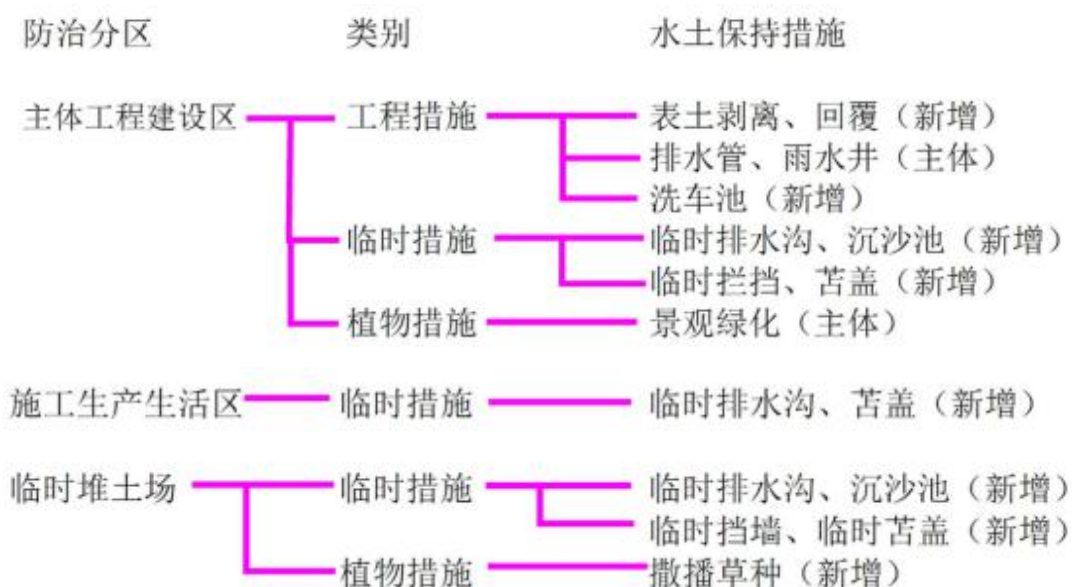 防治分区 类别 水土保持措施
主体工程建设区 工程措施 表土剥离、回覆（新增）
排水管、雨水井（主体）
洗车池（新增）
临时措施 临时排水沟、沉沙池（新增）
临时拦挡、苫盖（新增）
植物措施 景观绿化（主体）
施工生产生活区 临时措施 临时排水沟、苫盖（新增）
临时堆土场 临时措施 临时排水沟、沉沙池（新增）
临时挡墙、临时苫盖（新增）
植物措施 撒播草种（新增）